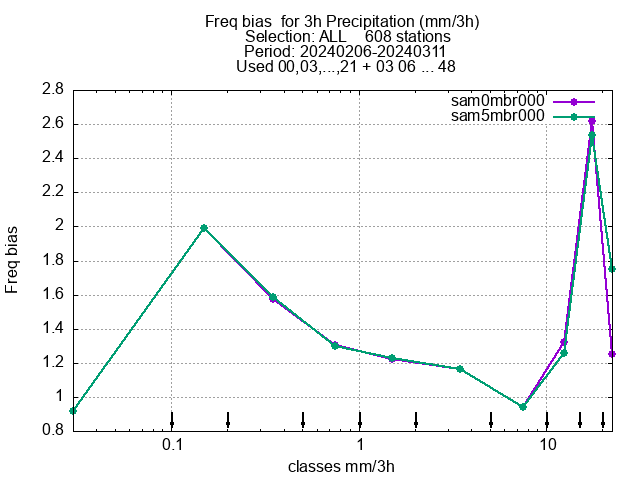 Freq bias  for 3h Precipitation (mm/3h)
Selection: ALL    608 stations
Period: 20240206-20240311
Used 00,03,...,21 + 03 06 ... 48
sam0mbr000
sam5mbr000
2.8
2.6
2.4
2.2
2
1.8
1.6
1.4
1.2
1
0.8
Freq bias
0.1
1
10
classes mm/3h